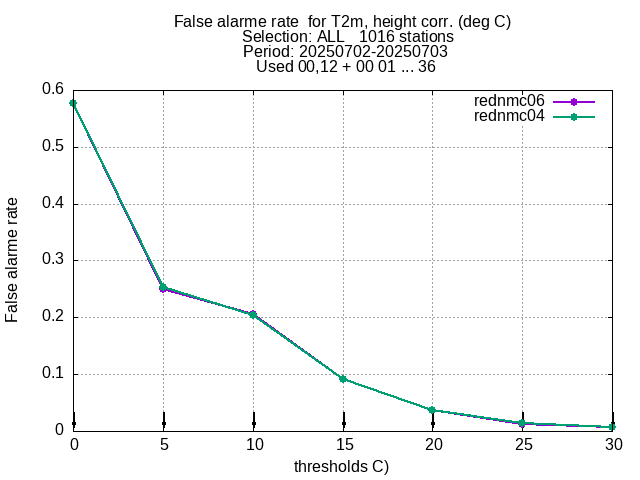 False alarme rate  for T2m, height corr. (deg C)
Selection: ALL   1016 stations
Period: 20250702-20250703
Used 00,12 + 00 01 ... 36
rednmc06
rednmc04
0.6
0.5
0.4
0.3
0.2
0.1
0
False alarme rate
0 5 10 15 20 25 30
thresholds C)